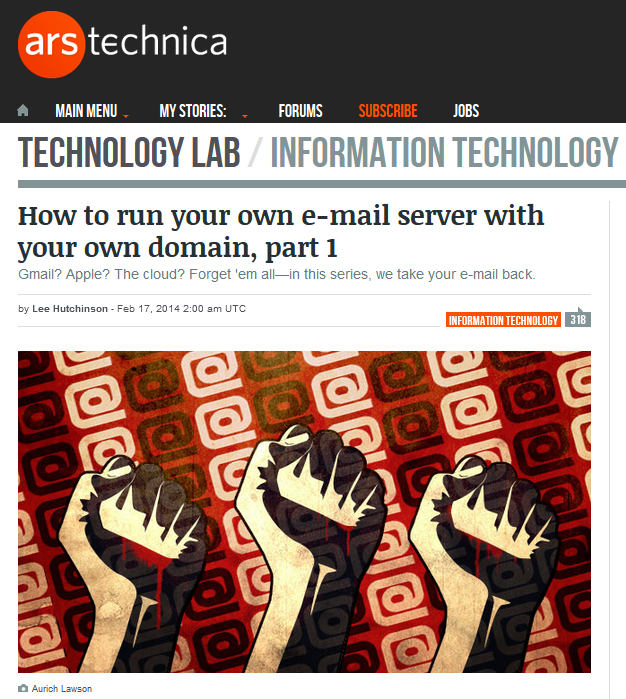 ars technica
MAIN MENU MY STORIES: FORUMS SUBSCRIBE JOBS
TECHNOLOGY LAB / INFORMATION TECHNOLOGY
How to run your own e-mail server with
your own domain, part 1
Gmail? Apple? The cloud? Forget 'em all—in this series, we take your e-mail back.
by Lee Hutchinson - Feb 17, 2014 2:00 am UTC
INFORMATION TECHNOLOGY 318
Aurich Lawson